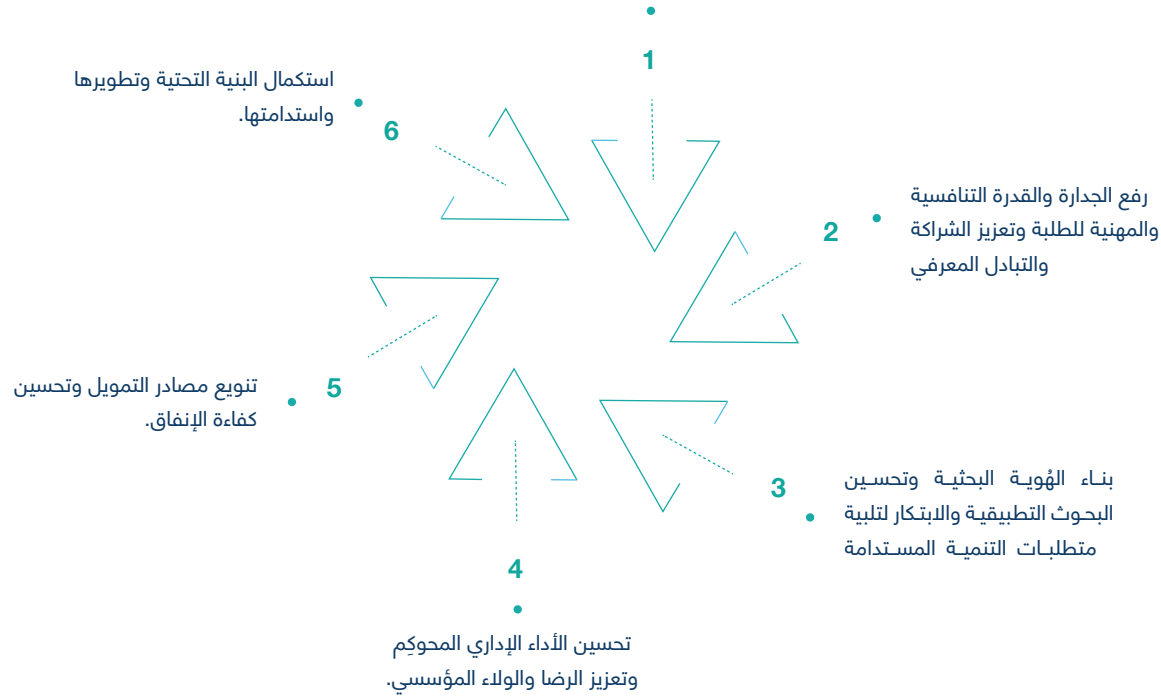 1
2
رفع الجدارة والقدرة التنافسية
والمهنية للطلبة وتعزيز الشراكة
والتبادل المعرفي
3
بناء الهُوية البحثية وتحسين
البحوث التطبيقية والابتكار لتلبية
متطلبات التنمية المستدامة
4
تحسين الأداء الإداري المحوكِم
وتعزيز الرضا والولاء المؤسسي.
5
تنويع مصادر التمويل وتحسين
كفاءة الإنفاق.
6
استكمال البنية التحتية وتطويرها
واستدامتها.